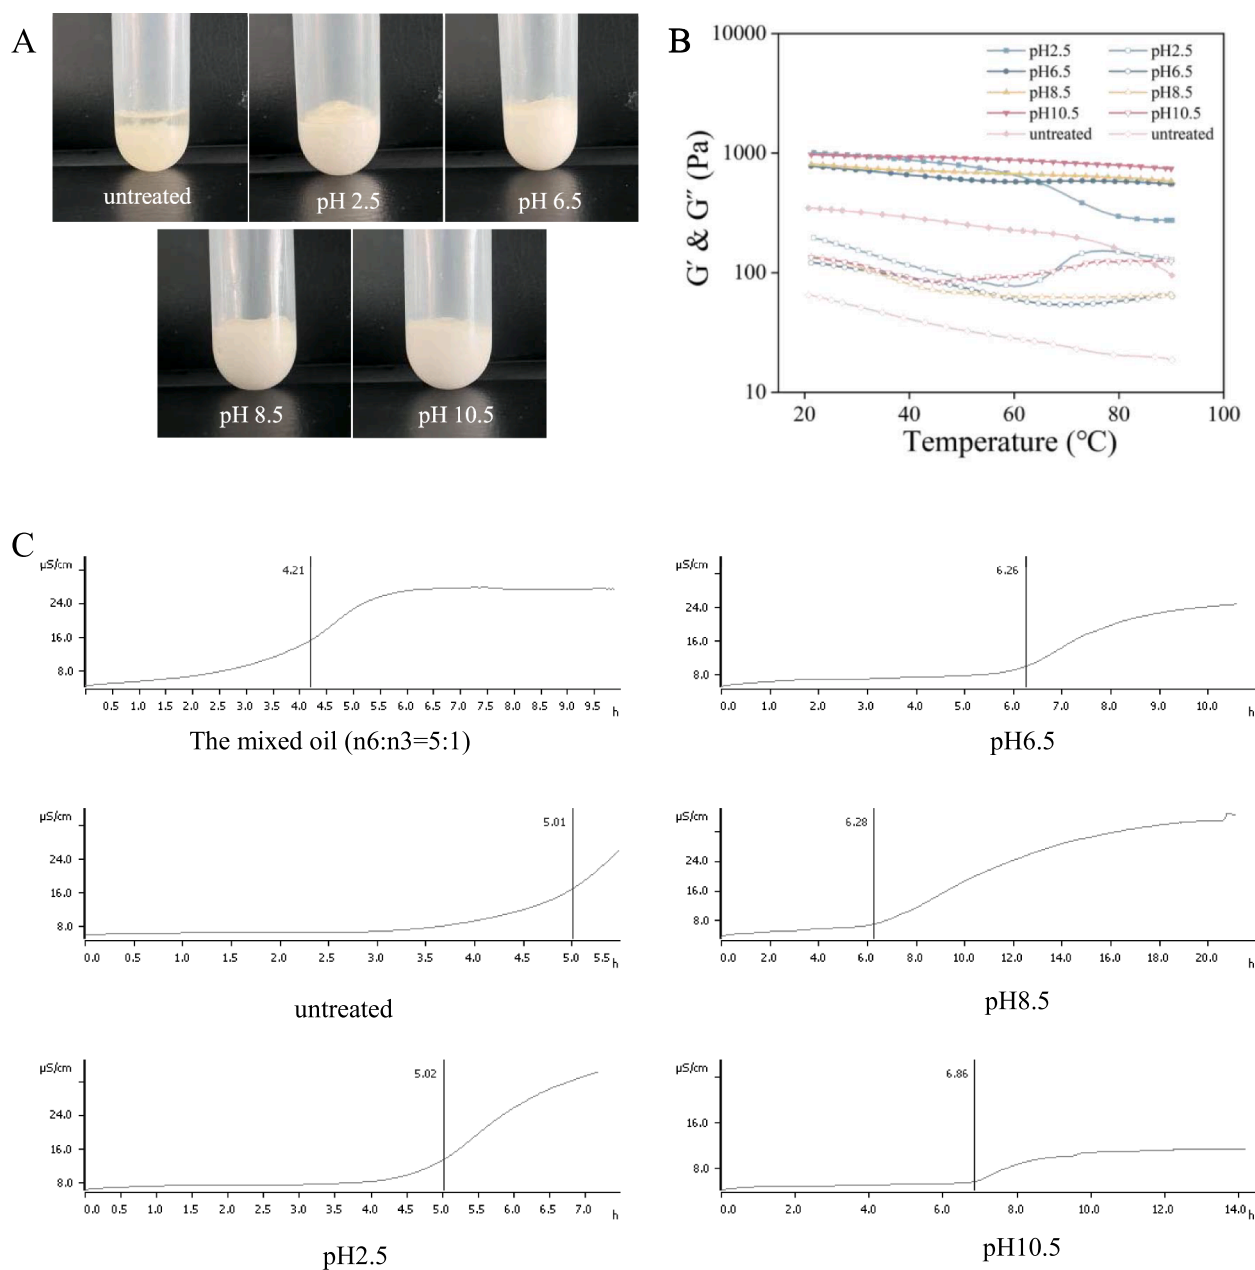 A
untreated
pH 2.5
pH 6.5
pH 8.5
pH 10.5
B
10000
1000
100
10
G′ & G″ (Pa)
pH2.5 pH2.5
pH6.5 pH6.5
pH8.5 pH8.5
pH10.5 pH10.5
untreated untreated
20 40 60 80 100
Temperature (℃)
C
µS/cm
4.21
24.0
16.0
8.0
0.5 1.0 1.5 2.0 2.5 3.0 3.5 4.0 4.5 5.0 5.5 6.0 6.5 7.0 7.5 8.0 8.5 9.0 9.5 h
The mixed oil (n6:n3=5:1)
µS/cm
6.26
24.0
16.0
8.0
0.0 1.0 2.0 3.0 4.0 5.0 6.0 7.0 8.0 9.0 10.0 h
pH6.5
µS/cm
5.01
24.0
16.0
8.0
0.0 0.5 1.0 1.5 2.0 2.5 3.0 3.5 4.0 4.5 5.0 5.5 h
untreated
µS/cm
6.28
24.0
16.0
8.0
0.0 2.0 4.0 6.0 8.0 10.0 12.0 14.0 16.0 18.0 20.0 h
pH8.5
µS/cm
5.02
24.0
16.0
8.0
0.0 0.5 1.0 1.5 2.0 2.5 3.0 3.5 4.0 4.5 5.0 5.5 6.0 6.5 7.0 h
pH2.5
µS/cm
6.86
16.0
8.0
0.0 2.0 4.0 6.0 8.0 10.0 12.0 14.0 h
pH10.5